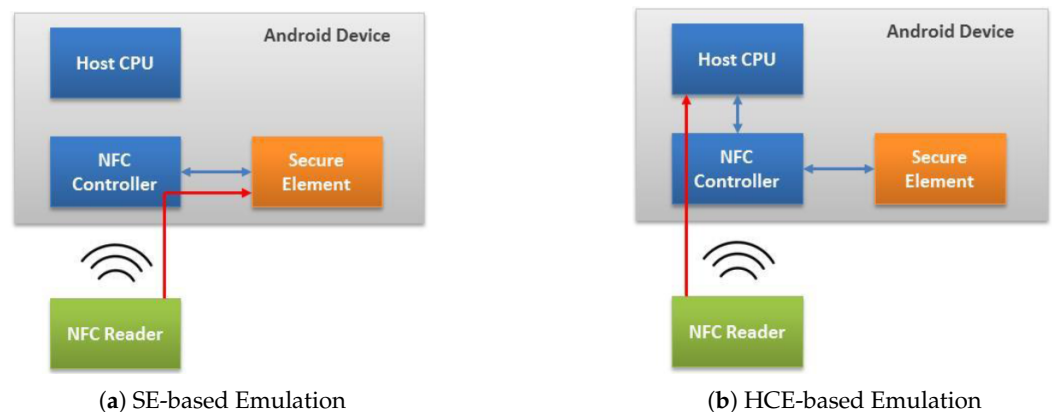 Android Device
Host CPU
NFC
Controller
Secure
Element
NFC Reader
(a) SE-based Emulation
Android Device
Host CPU
NFC
Controller
Secure
Element
NFC Reader
(b) HCE-based Emulation